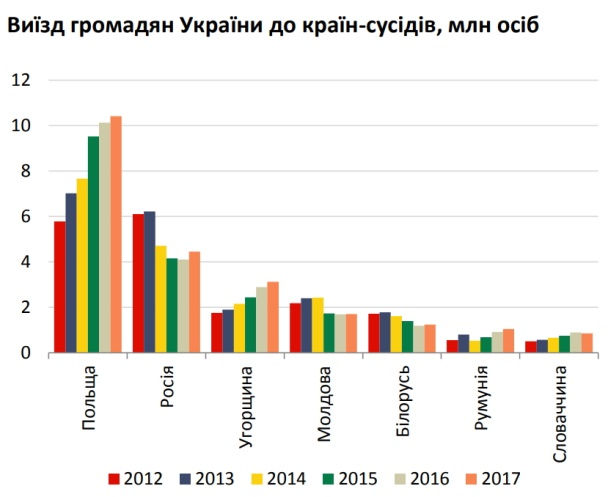 Виїзд громадян України до країн-сусідів, млн осіб
12
10
8
6
4
2
0
Польща
Росія
Угорщина
Молдова
Білорусь
Румунія
Словаччина
2012 2013 2014 2015 2016 2017